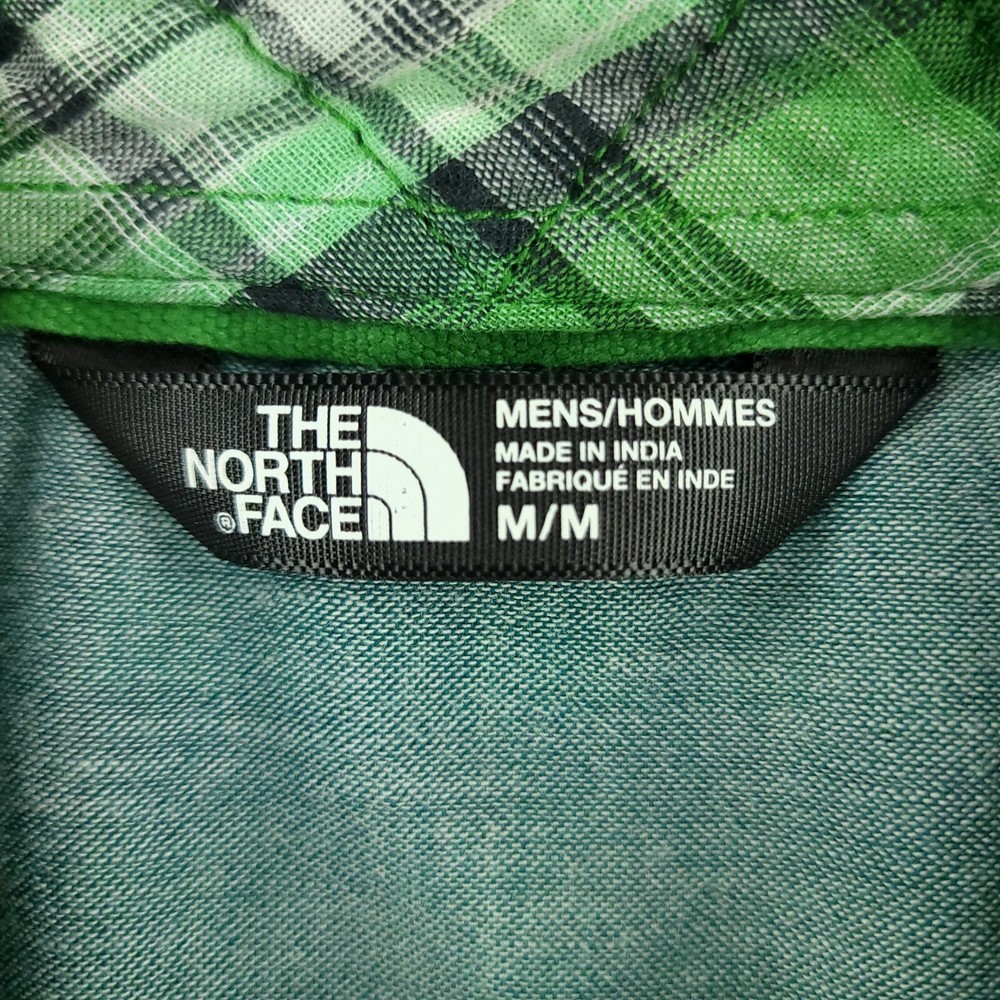 THE
NORTH
®FACE
MENS/HOMMES
MADE IN INDIA
FABRIQUÉ EN INDE
M/M